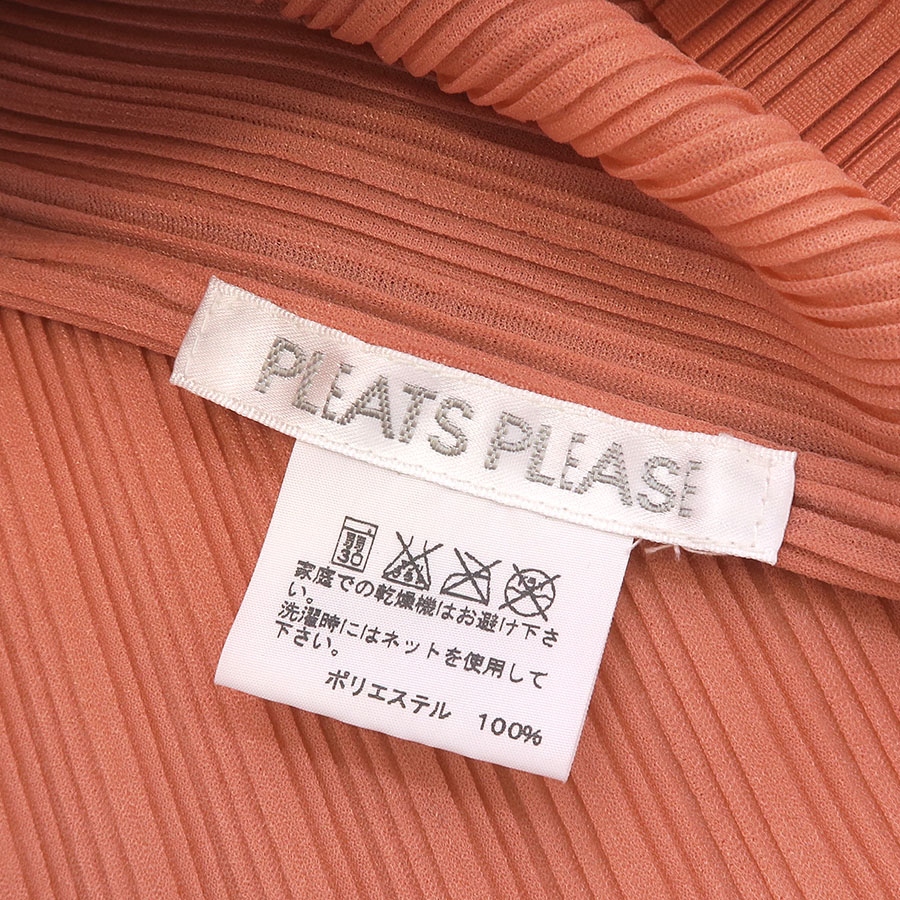 PLEATS PLEASE
弱
30
家庭での乾燥機はお避け下さ
い。
洗濯時にはネットを使用して
下さい。
ポリエステル 100%